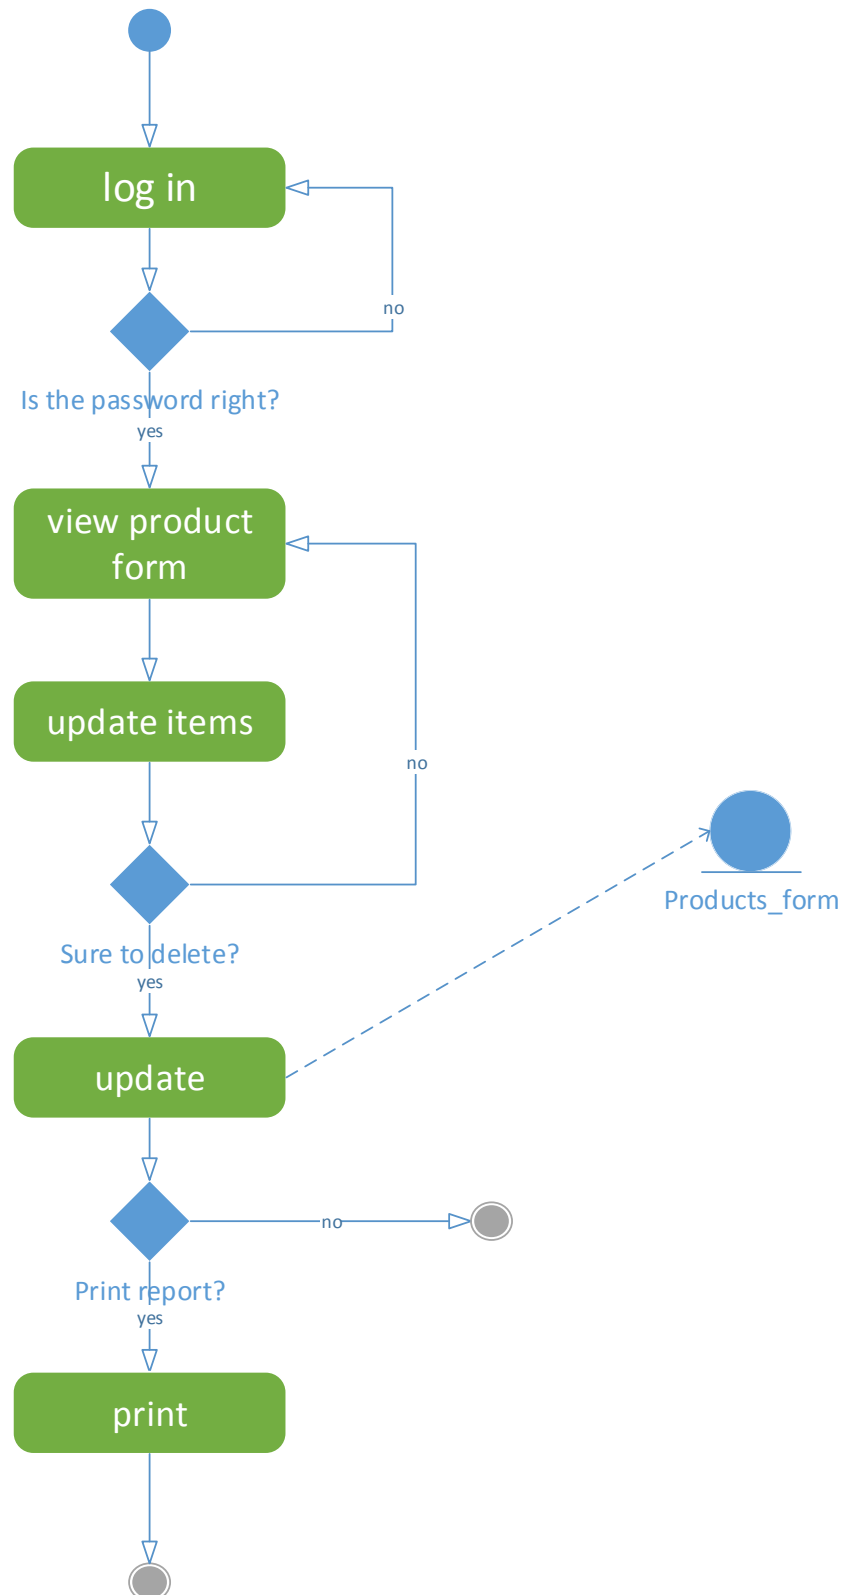 log in
no
Is the password right?
yes
view product
form
update items
no
Products_form
Sure to delete?
yes
update
no
Print report?
yes
print